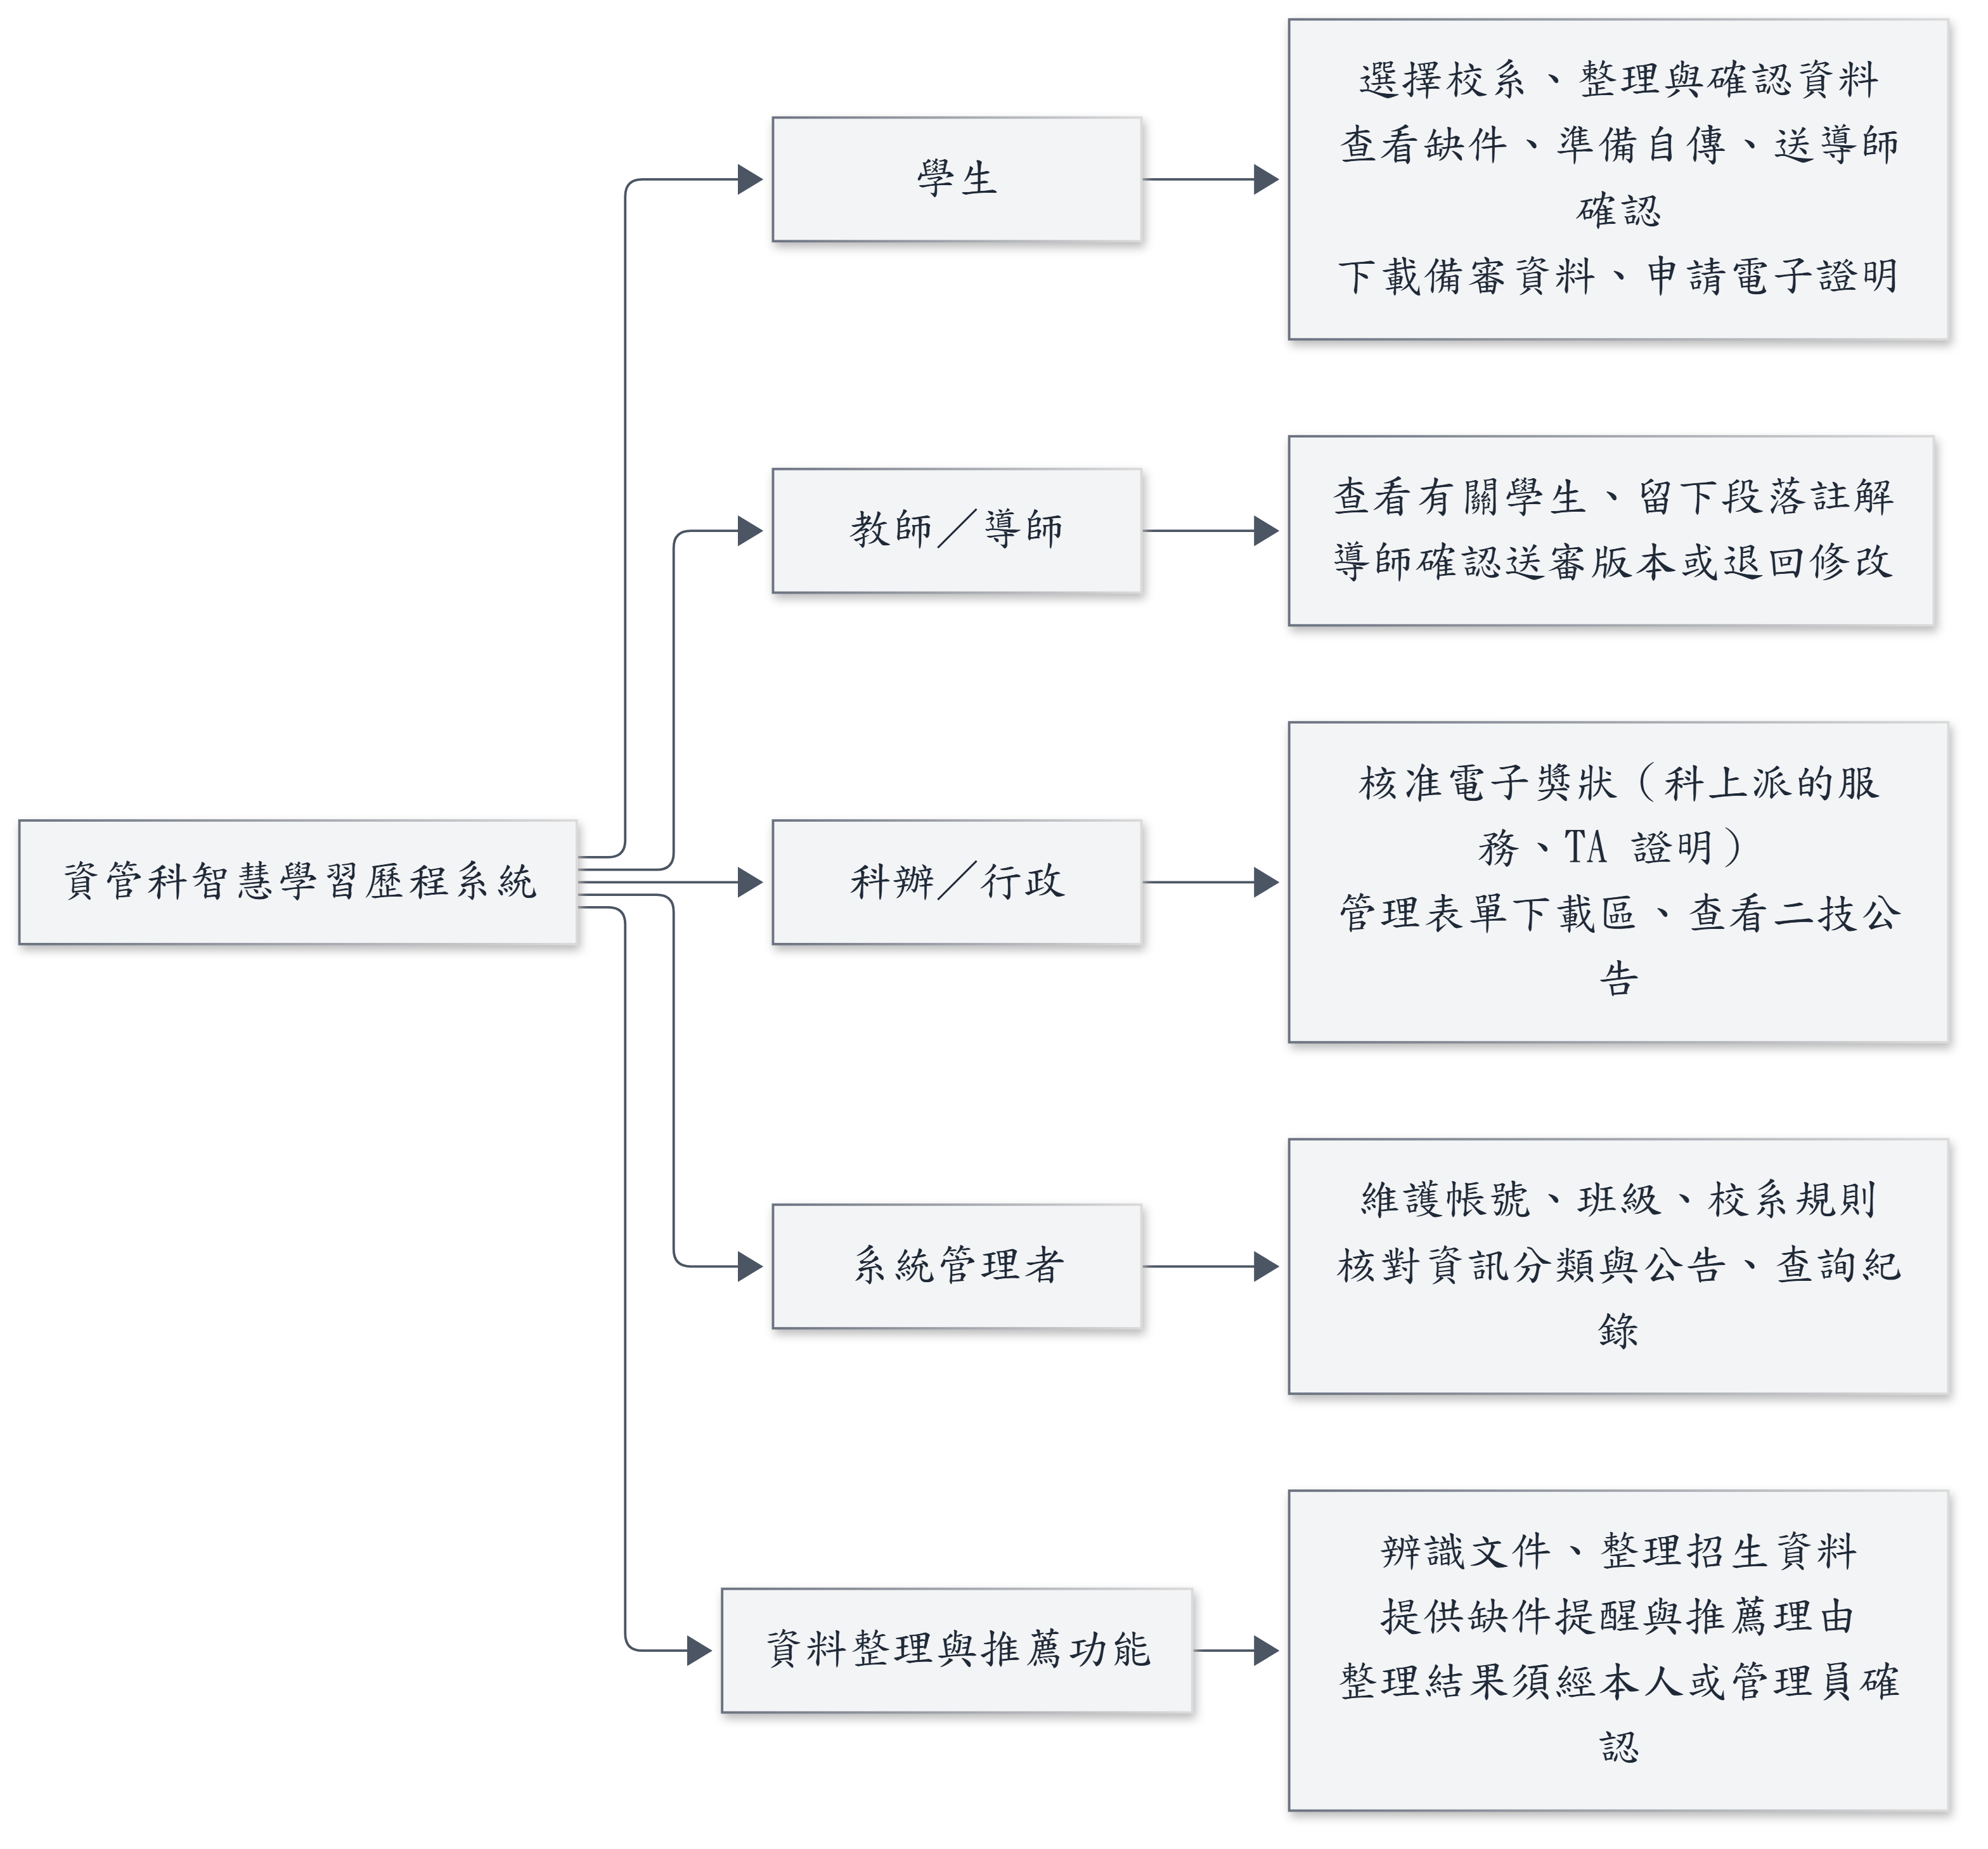 資管科智慧學習歷程系統
學生
選擇校系、整理與確認資料
查看缺件、準備自傳、送導師
確認
下載備審資料、申請電子證明
教師／導師
查看有關學生、留下段落註解
導師確認送審版本或退回修改
科辦／行政
核准電子獎狀（科上派的服
務、TA 證明）
管理表單下載區、查看二技公
告
系統管理者
維護帳號、班級、校系規則
核對資訊分類與公告、查詢紀
錄
資料整理與推薦功能
辨識文件、整理招生資料
提供缺件提醒與推薦理由
整理結果須經本人或管理員確
認